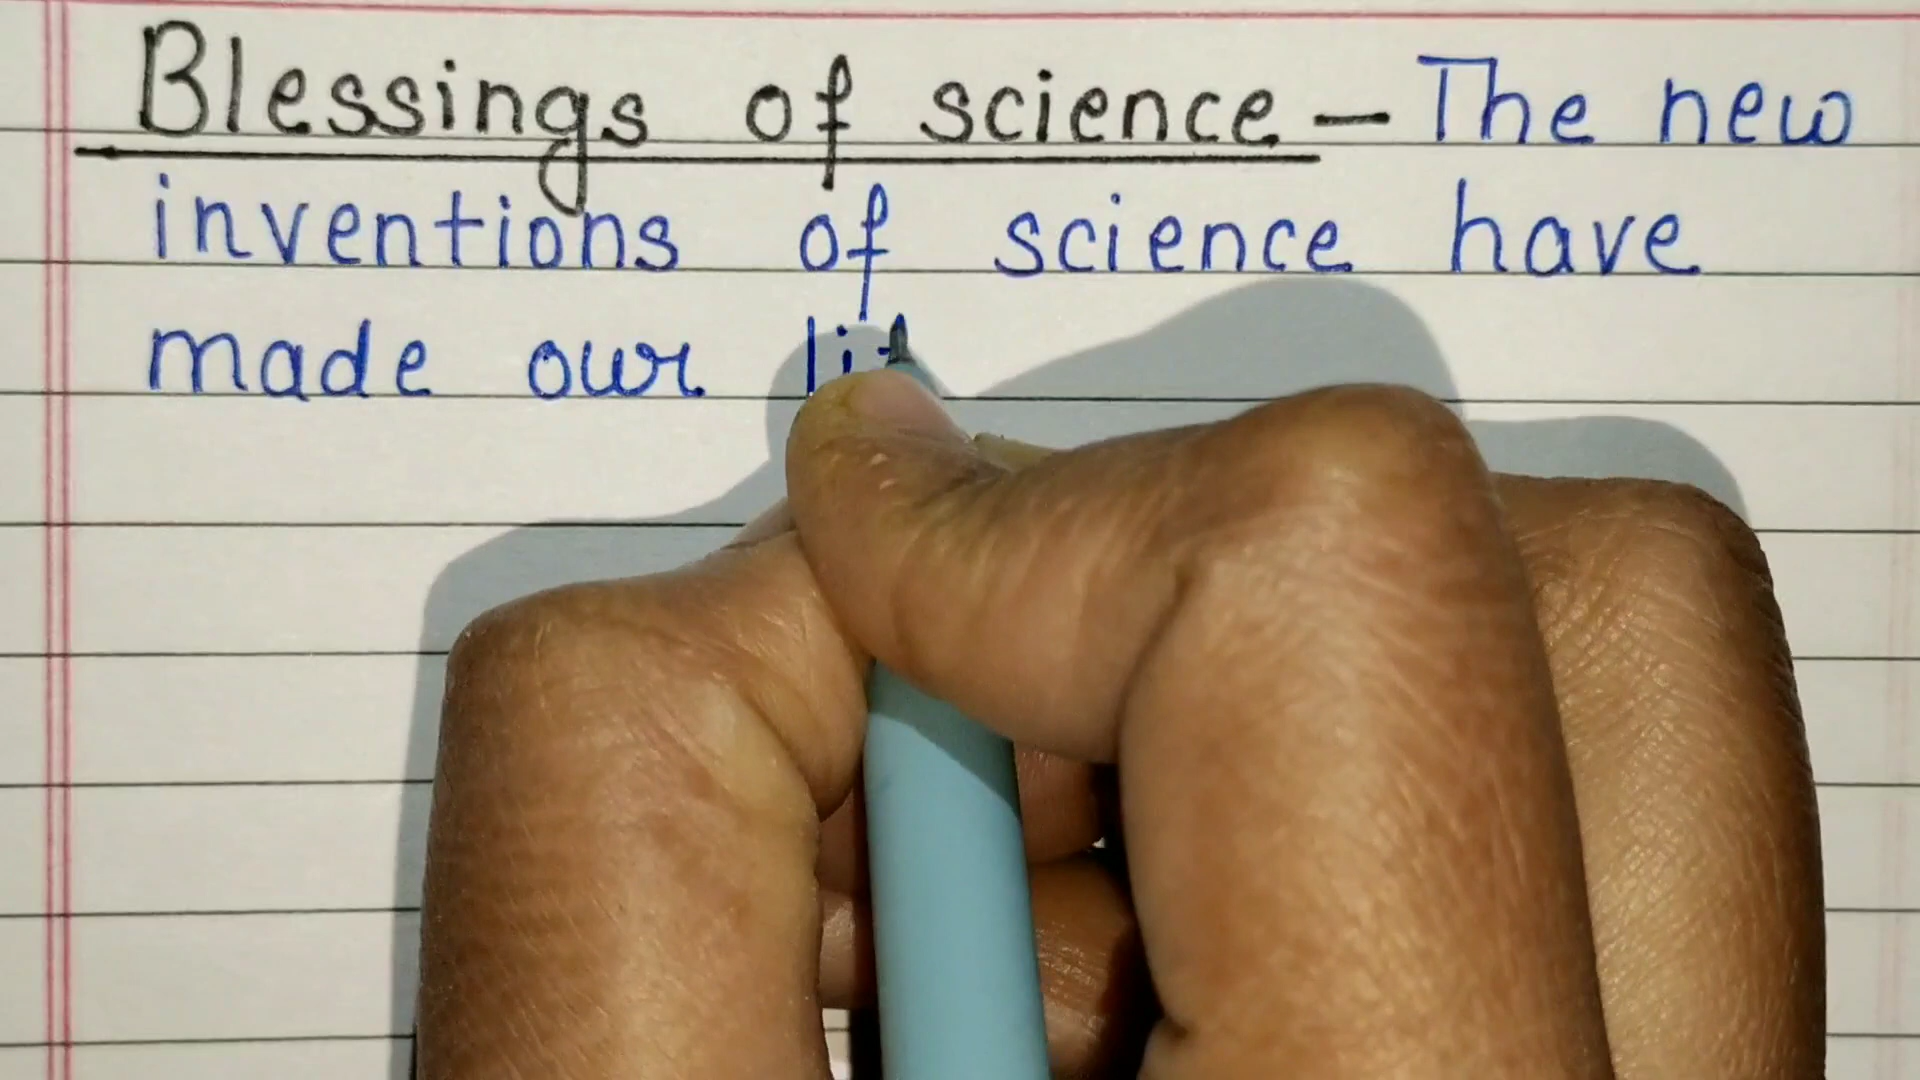 Blessings of science – The new
inventions of science have
made our